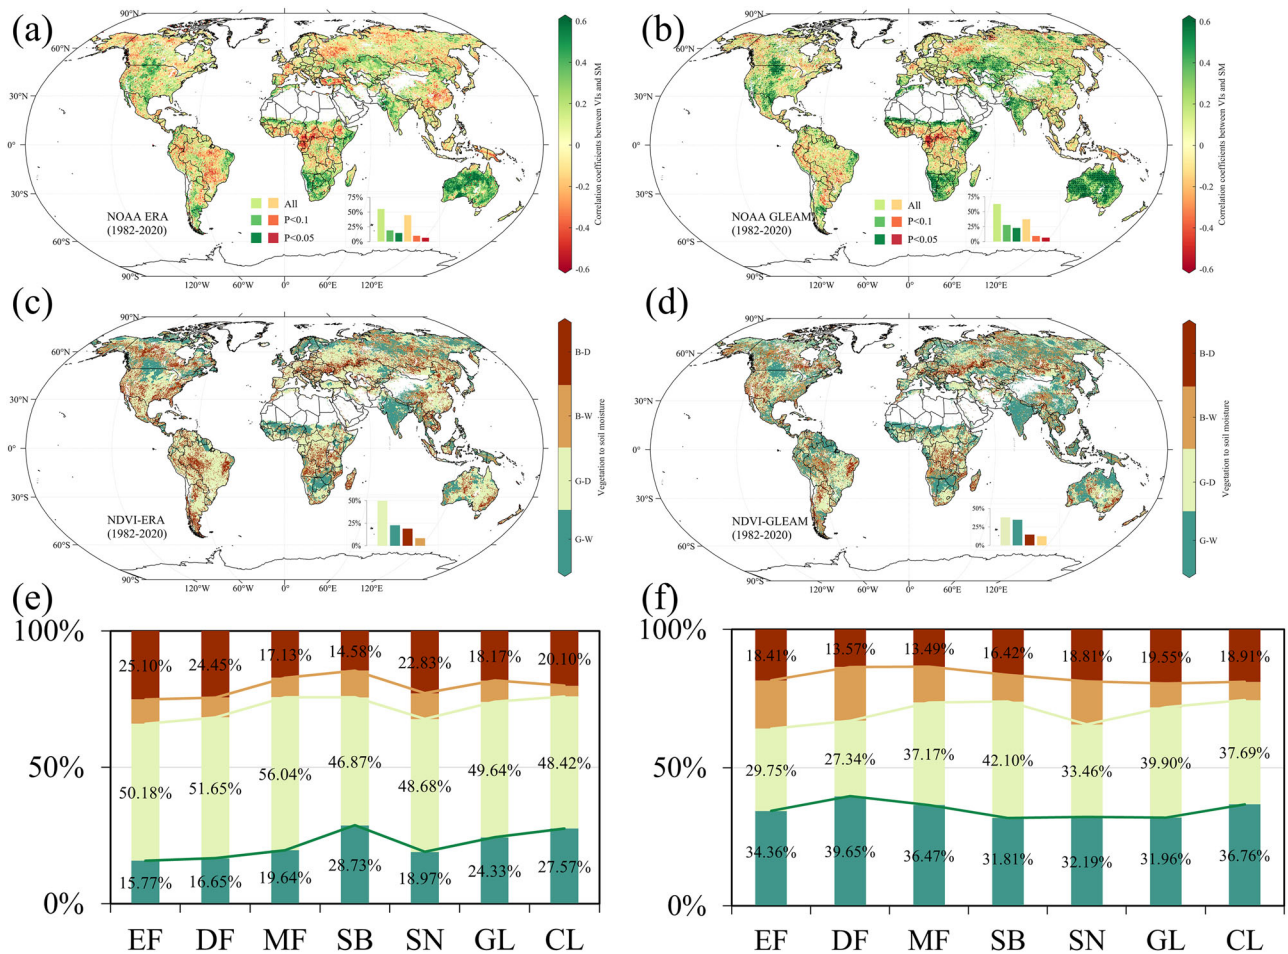 (a)
90°N
60°N
30°N
0°
30°S
60°S
90°S
120°W
60°W
0°
60°E
120°E
NOAA ERA
(1982-2020)
All
P<0.1
P<0.05
75%
50%
25%
0%
0.6
0.4
0.2
0
-0.2
-0.4
-0.6
Correlation coefficients between VIs and SM
(b)
90°N
60°N
30°N
0°
30°S
60°S
90°S
120°W
60°W
0°
60°E
120°E
NOAA GLEAM
(1982-2020)
All
P<0.1
P<0.05
75%
50%
25%
0%
0.6
0.4
0.2
0
-0.2
-0.4
-0.6
Correlation coefficients between VIs and SM
(c)
90°N
60°N
30°N
0°
30°S
60°S
90°S
120°W
60°W
0°
60°E
120°E
NDVI-ERA
(1982-2020)
50%
25%
0%
B-D
B-W
G-D
G-W
Vegetation to soil moisture
(d)
90°N
60°N
30°N
0°
30°S
60°S
90°S
120°W
60°W
0°
60°E
120°E
NDVI-GLEAM
(1982-2020)
50%
25%
0%
B-D
B-W
G-D
G-W
Vegetation to soil moisture
(e)
100%
50%
0%
25.10% 24.45% 17.13% 14.58% 22.83% 18.17% 20.10%
50.18% 51.65% 56.04% 46.87% 48.68% 49.64% 48.42%
15.77% 16.65% 19.64% 28.73% 18.97% 24.33% 27.57%
EF DF MF SB SN GL CL
(f)
100%
50%
0%
18.41% 13.57% 13.49% 16.42% 18.81% 19.55% 18.91%
29.75% 27.34% 37.17% 42.10% 33.46% 39.90% 37.69%
34.36% 39.65% 36.47% 31.81% 32.19% 31.96% 36.76%
EF DF MF SB SN GL CL